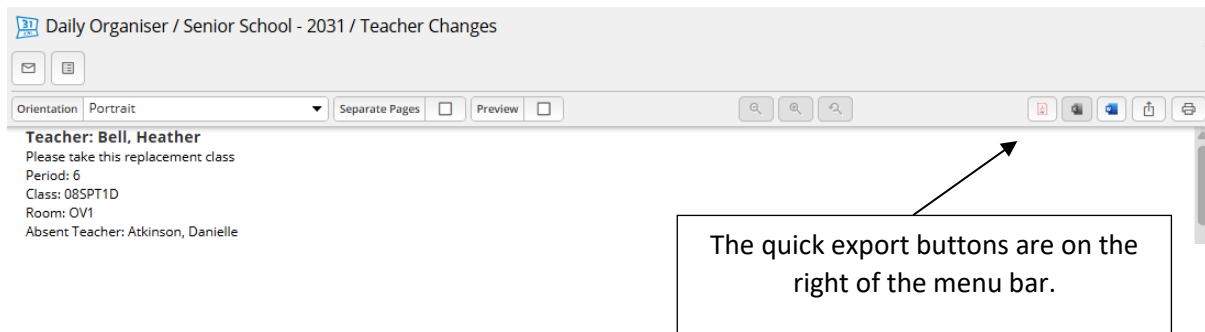 Daily Organiser / Senior School - 2031 / Teacher Changes
Orientation Portrait Separate Pages Preview
Teacher: Bell, Heather
Please take this replacement class
Period: 6
Class: 08SPT1D
Room: OV1
Absent Teacher: Atkinson, Danielle
The quick export buttons are on the
right of the menu bar.